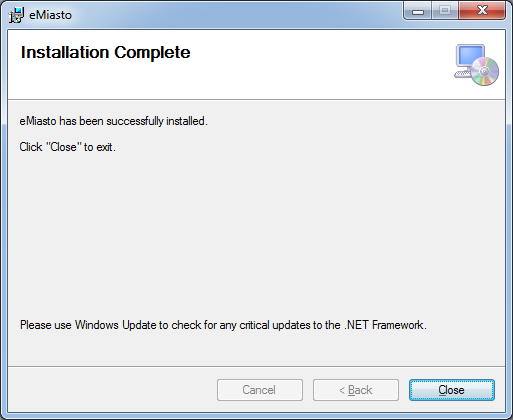 eMiasto
Installation Complete
eMiasto has been successfully installed.
Click "Close" to exit.
Please use Windows Update to check for any critical updates to the .NET Framework.
Cancel
< Back
Close